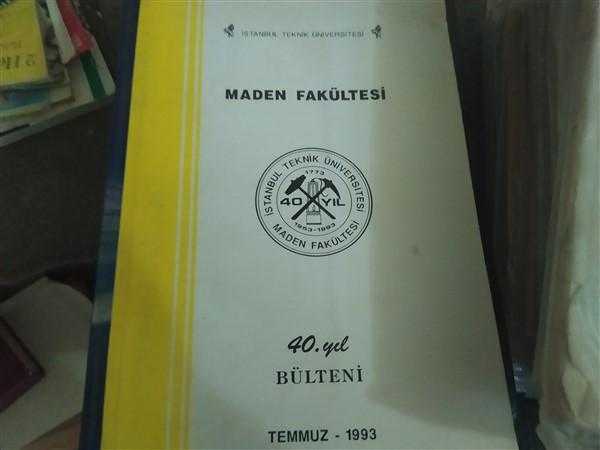 İSTANBUL TEKNİK ÜNİVERSİTESİ
MADEN FAKÜLTESİ
İSTANBUL TEKNİK ÜNİVERSİTESİ
1773
40 YIL
1953-1993
MADEN FAKÜLTESİ
40.yıl
BÜLTENİ
TEMMUZ - 1993